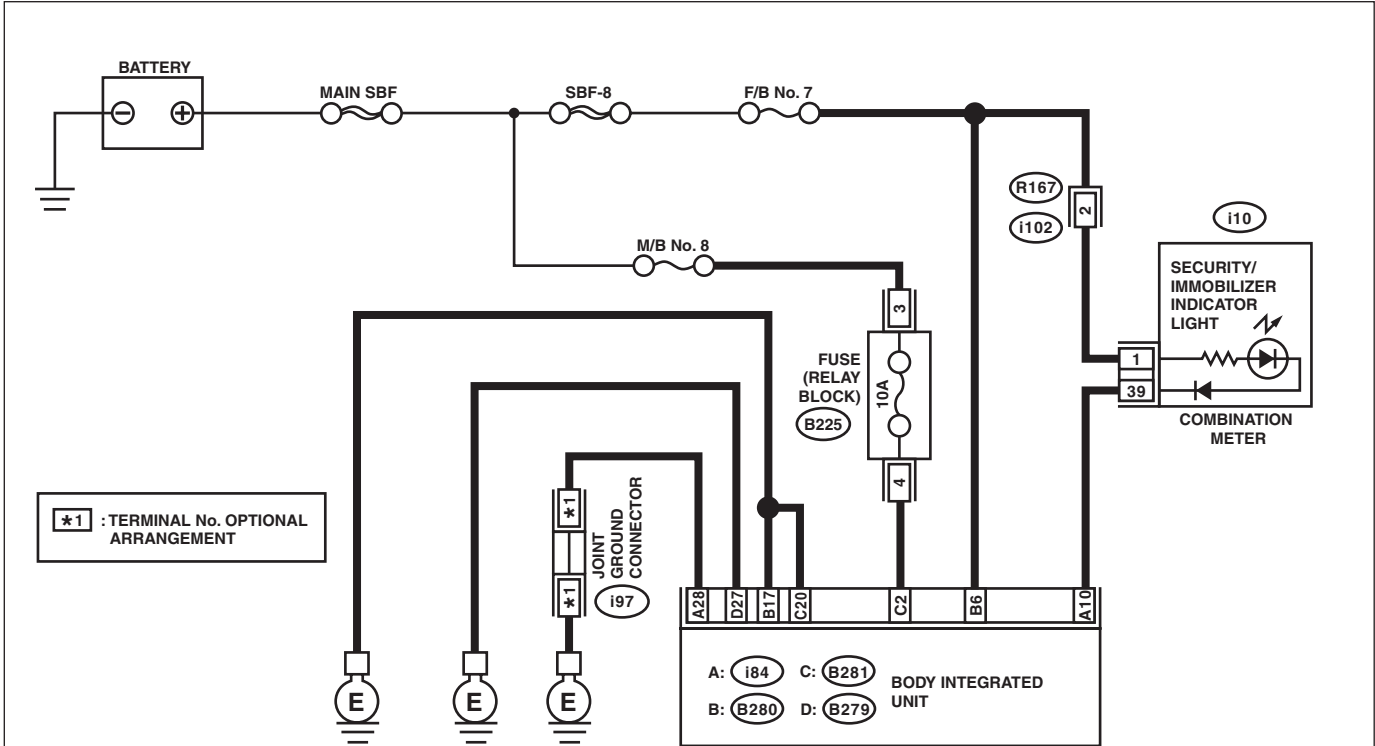 BATTERY
MAIN SBF
SBF-8
F/B No. 7
R167
i102
2
i10
M/B No. 8
SECURITY/
IMMOBILIZER
INDICATOR
LIGHT
3
FUSE
(RELAY
BLOCK)
10A
B225
1
39
COMBINATION
METER
4
*1 : TERMINAL No. OPTIONAL
ARRANGEMENT
*1
*1
JOINT
GROUND
CONNECTOR
i97
A28
D27
B17
C20
C2
B6
A10
A: i84 C: B281
B: B280 D: B279
BODY INTEGRATED
UNIT
E
E
E